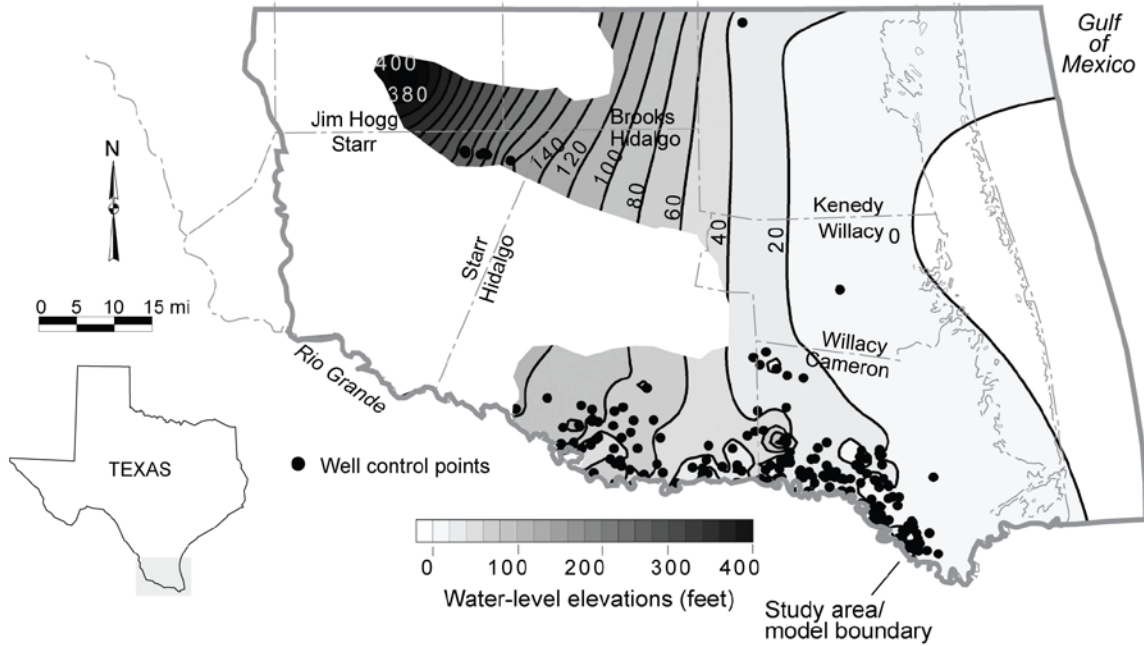 Gulf
of
Mexico
400
380
Jim Hogg
Starr
Brooks
Hidalgo
140
120
100
80
60
40
20
0
N
Kenedy
Willacy
Starr
Hidalgo
0 5 10 15 mi
Willacy
Cameron
Rio Grande
TEXAS
Well control points
0 100 200 300 400
Water-level elevations (feet)
Study area/
model boundary